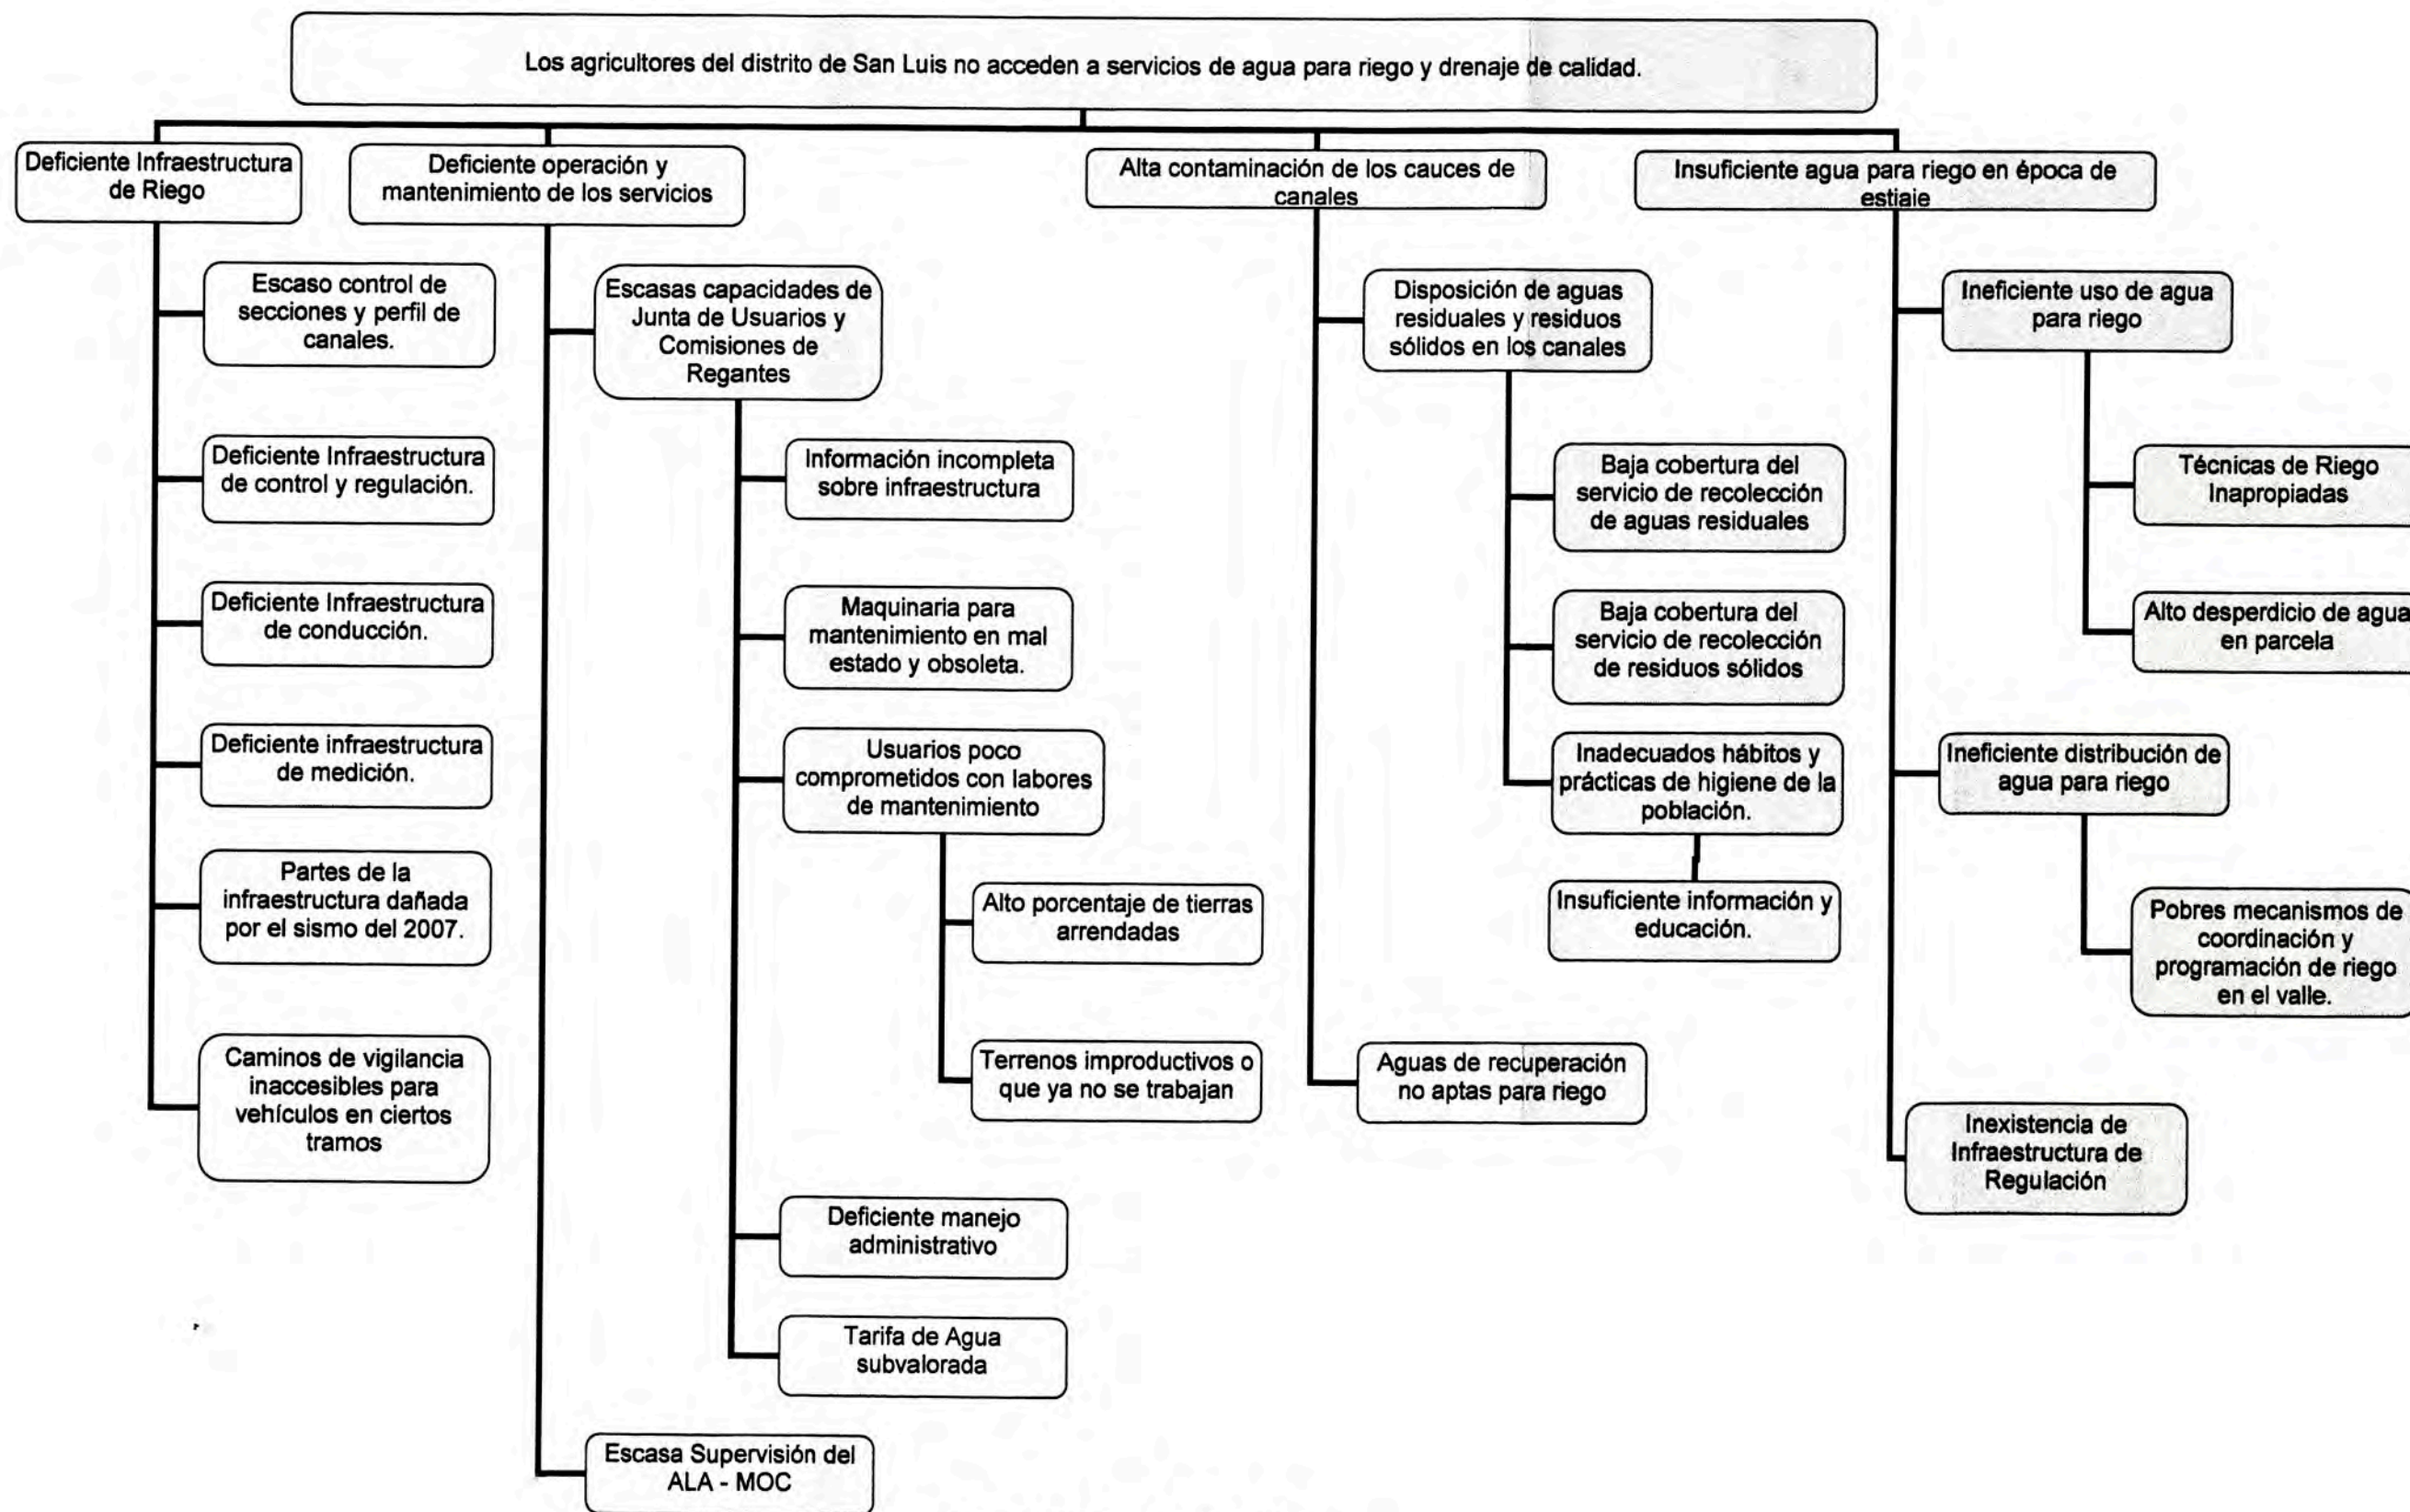 Los agricultores del distrito de San Luis no acceden a servicios de agua para riego y drenaje de calidad.
Deficiente Infraestructura
de Riego
Escaso control de
secciones y perfil de
canales.
Deficiente Infraestructura
de control y regulación.
Deficiente Infraestructura
de conducción.
Deficiente infraestructura
de medición.
Partes de la
infraestructura dañada
por el sismo del 2007.
Caminos de vigilancia
inaccesibles para
vehículos en ciertos
tramos
Deficiente operación y
mantenimiento de los servicios
Escasas capacidades de
Junta de Usuarios y
Comisiones de
Regantes
Información incompleta
sobre infraestructura
Maquinaria para
mantenimiento en mal
estado y obsoleta.
Usuarios poco
comprometidos con labores
de mantenimiento
Alto porcentaje de tierras
arrendadas
Terrenos improductivos o
que ya no se trabajan
Deficiente manejo
administrativo
Tarifa de Agua
subvalorada
Escasa Supervisión del
ALA - MOC
Alta contaminación de los cauces de
canales
Disposición de aguas
residuales y residuos
sólidos en los canales
Baja cobertura del
servicio de recolección
de aguas residuales
Baja cobertura del
servicio de recolección
de residuos sólidos
Inadecuados hábitos y
prácticas de higiene de la
población.
Insuficiente información y
educación.
Aguas de recuperación
no aptas para riego
Insuficiente agua para riego en época de
estiaje
Ineficiente uso de agua
para riego
Técnicas de Riego
Inapropiadas
Alto desperdicio de agua
en parcela
Ineficiente distribución de
agua para riego
Pobres mecanismos de
coordinación y
programación de riego
en el valle.
Inexistencia de
Infraestructura de
Regulación